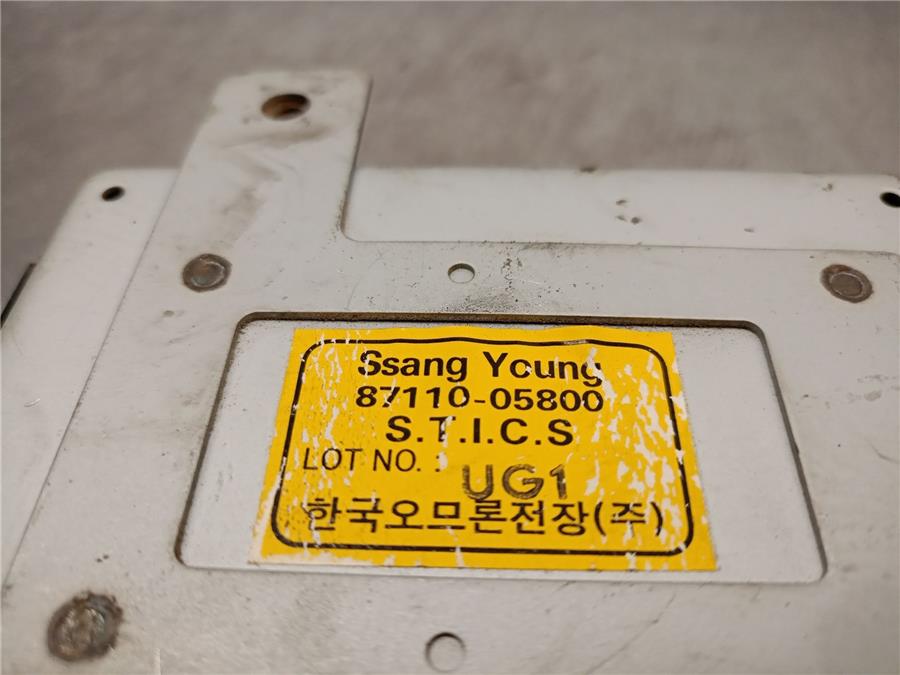 Ssang Young
87110-05800
S.T.I.C.S
LOT NO. :
UG1
한국오므론전장(주)